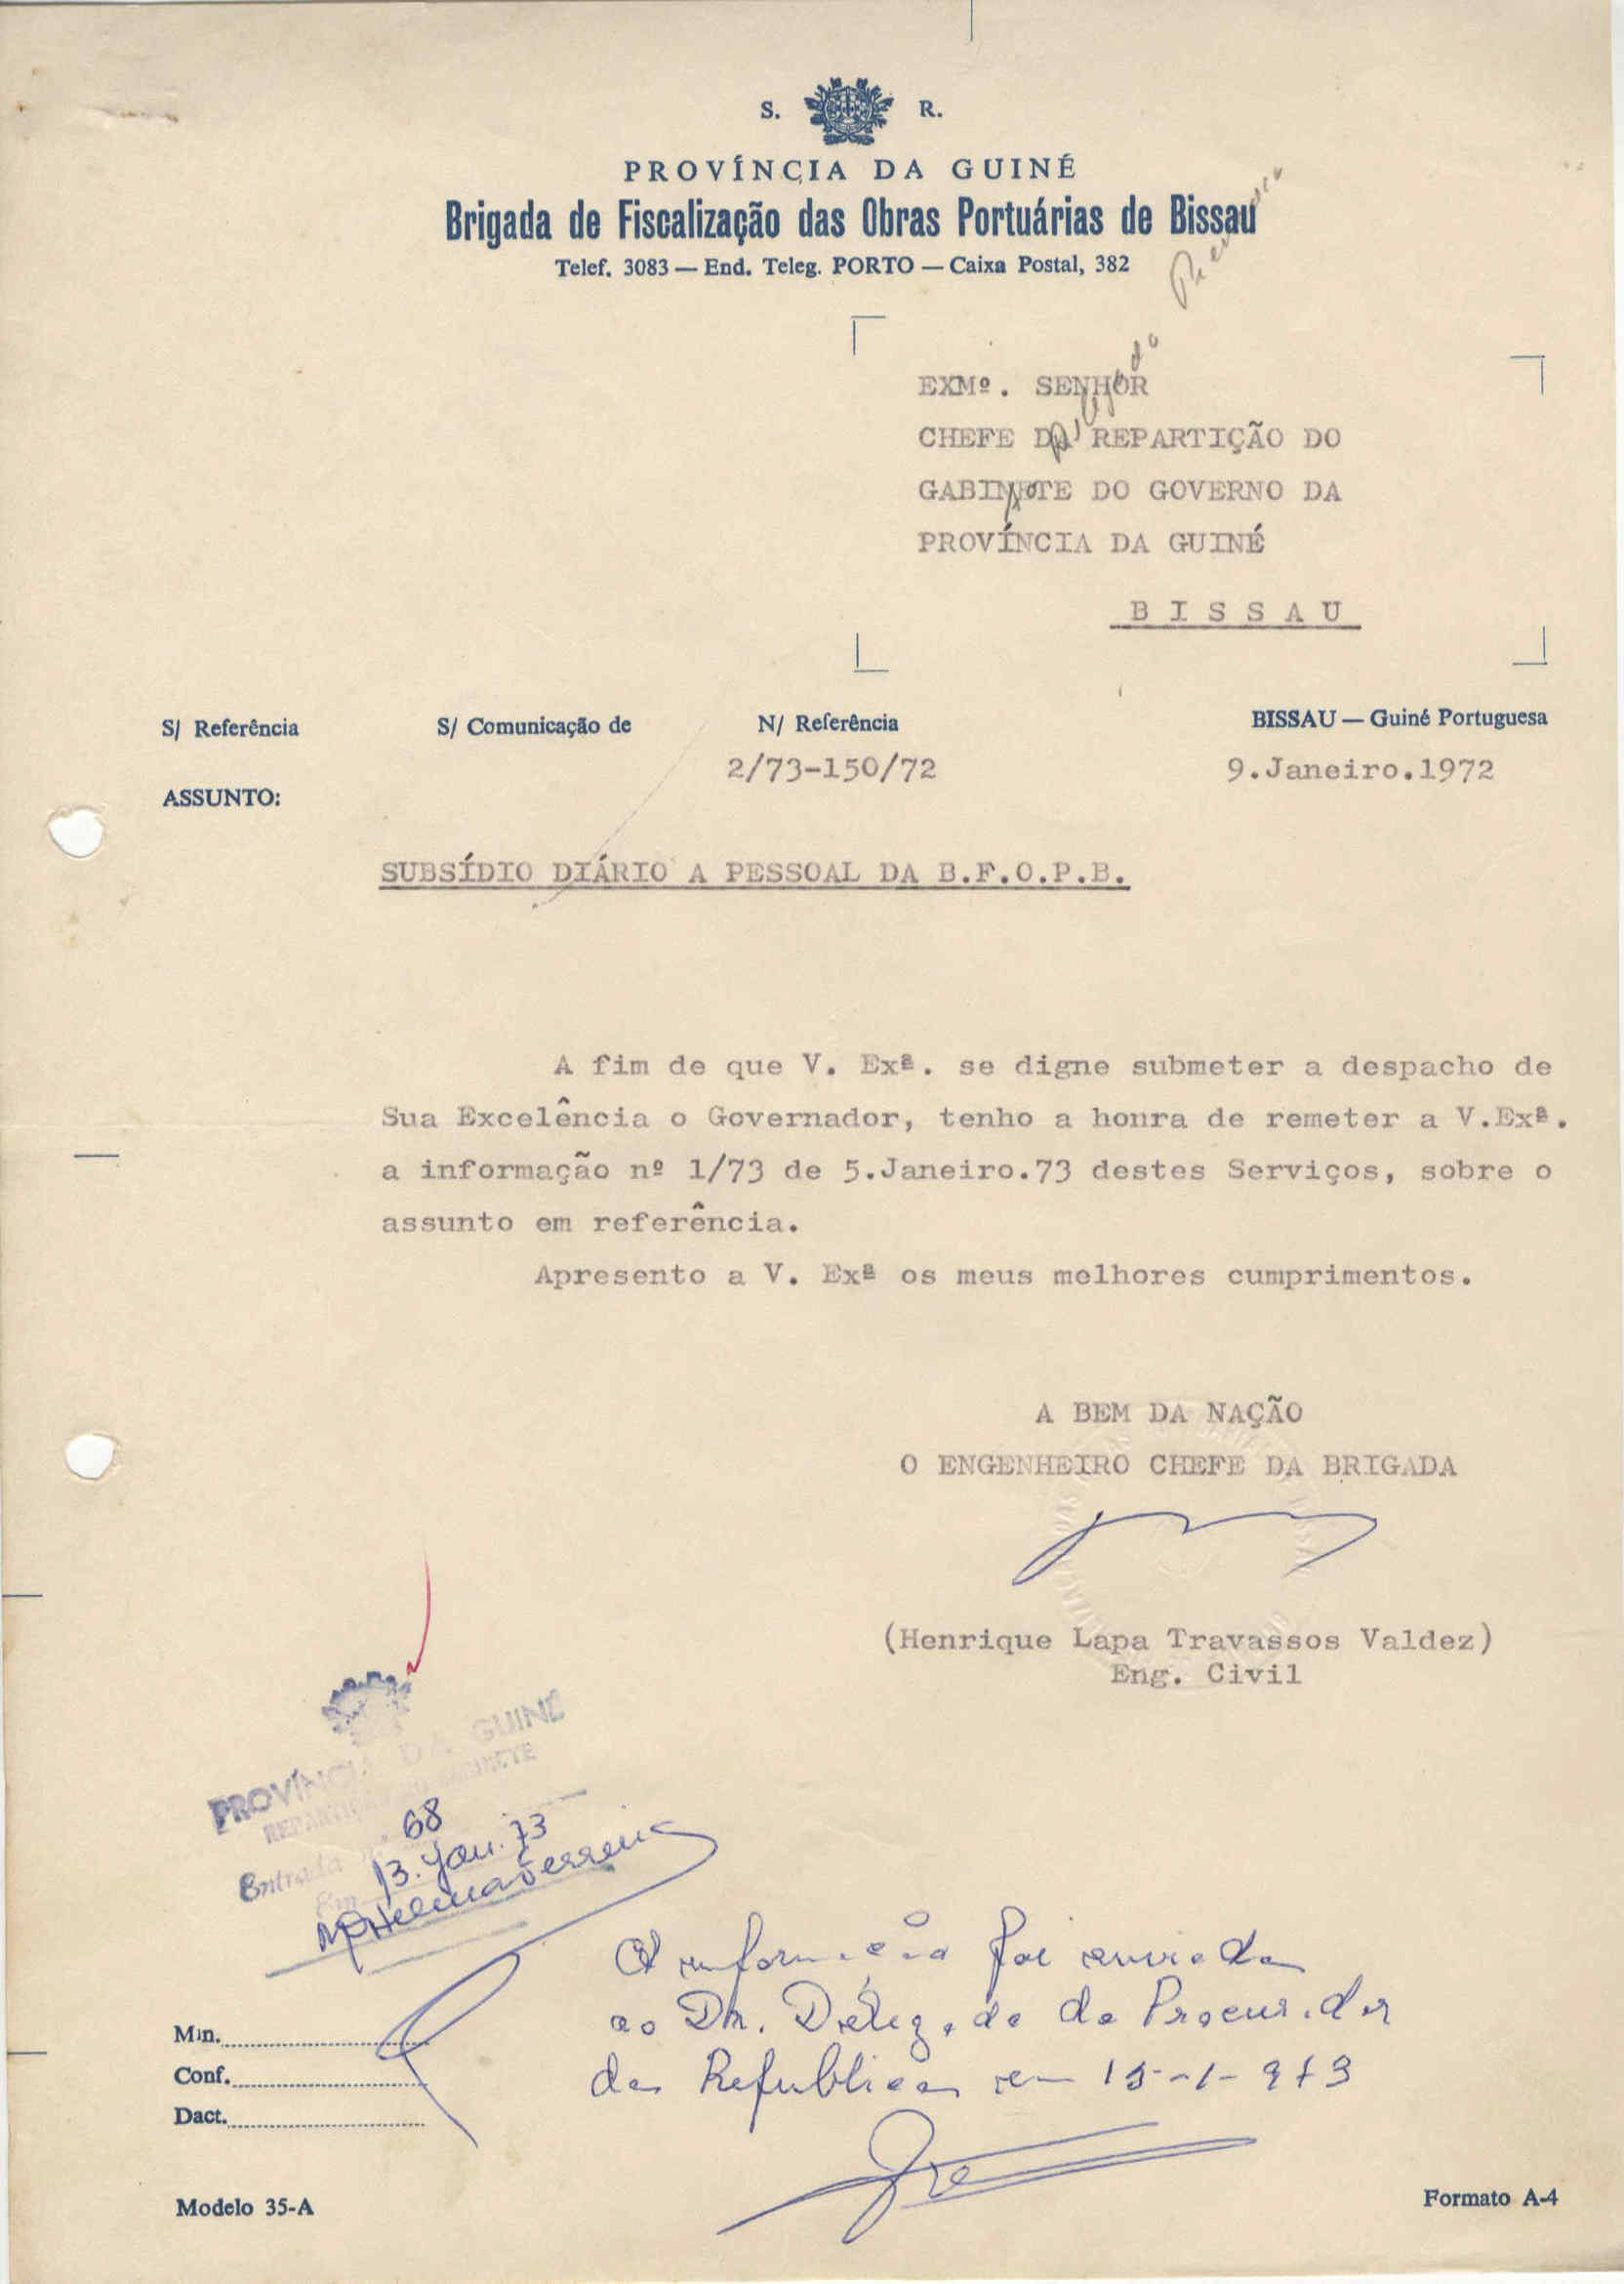 S. R.
PROVÍNCIA DA GUINÉ
Brigada de Fiscalização das Obras Portuárias de Bissau
Telef. 3083 — End. Teleg. PORTO — Caixa Postal, 382
EXMº. SENHOR
CHEFE DA REPARTIÇÃO DO
GABINETE DO GOVERNO DA
PROVÍNCIA DA GUINÉ
B I S S A U
S/ Referência S/ Comunicação de N/ Referência BISSAU — Guiné Portuguesa
2/73-150/72 9.Janeiro.1972
ASSUNTO:
SUBSÍDIO DIÁRIO A PESSOAL DA B.F.O.P.B.
A fim de que V. Exª. se digne submeter a despacho de
Sua Excelência o Governador, tenho a honra de remeter a V.Exª.
a informação nº 1/73 de 5.Janeiro.73 destes Serviços, sobre o
assunto em referência.
Apresento a V. Exª os meus melhores cumprimentos.
A BEM DA NAÇÃO
O ENGENHEIRO CHEFE DA BRIGADA
(Henrique Lapa Travassos Valdez)
Eng. Civil
PROVÍNCIA DA GUINÉ
REPARTIÇÃO DO GABINETE
Entrada nº 68
Em 13. Jan. 73
A informação foi enviada
ao Dr. Delegado do Procurador
da República em 15-1-973
Min.
Conf.
Dact.
Modelo 35-A Formato A-4